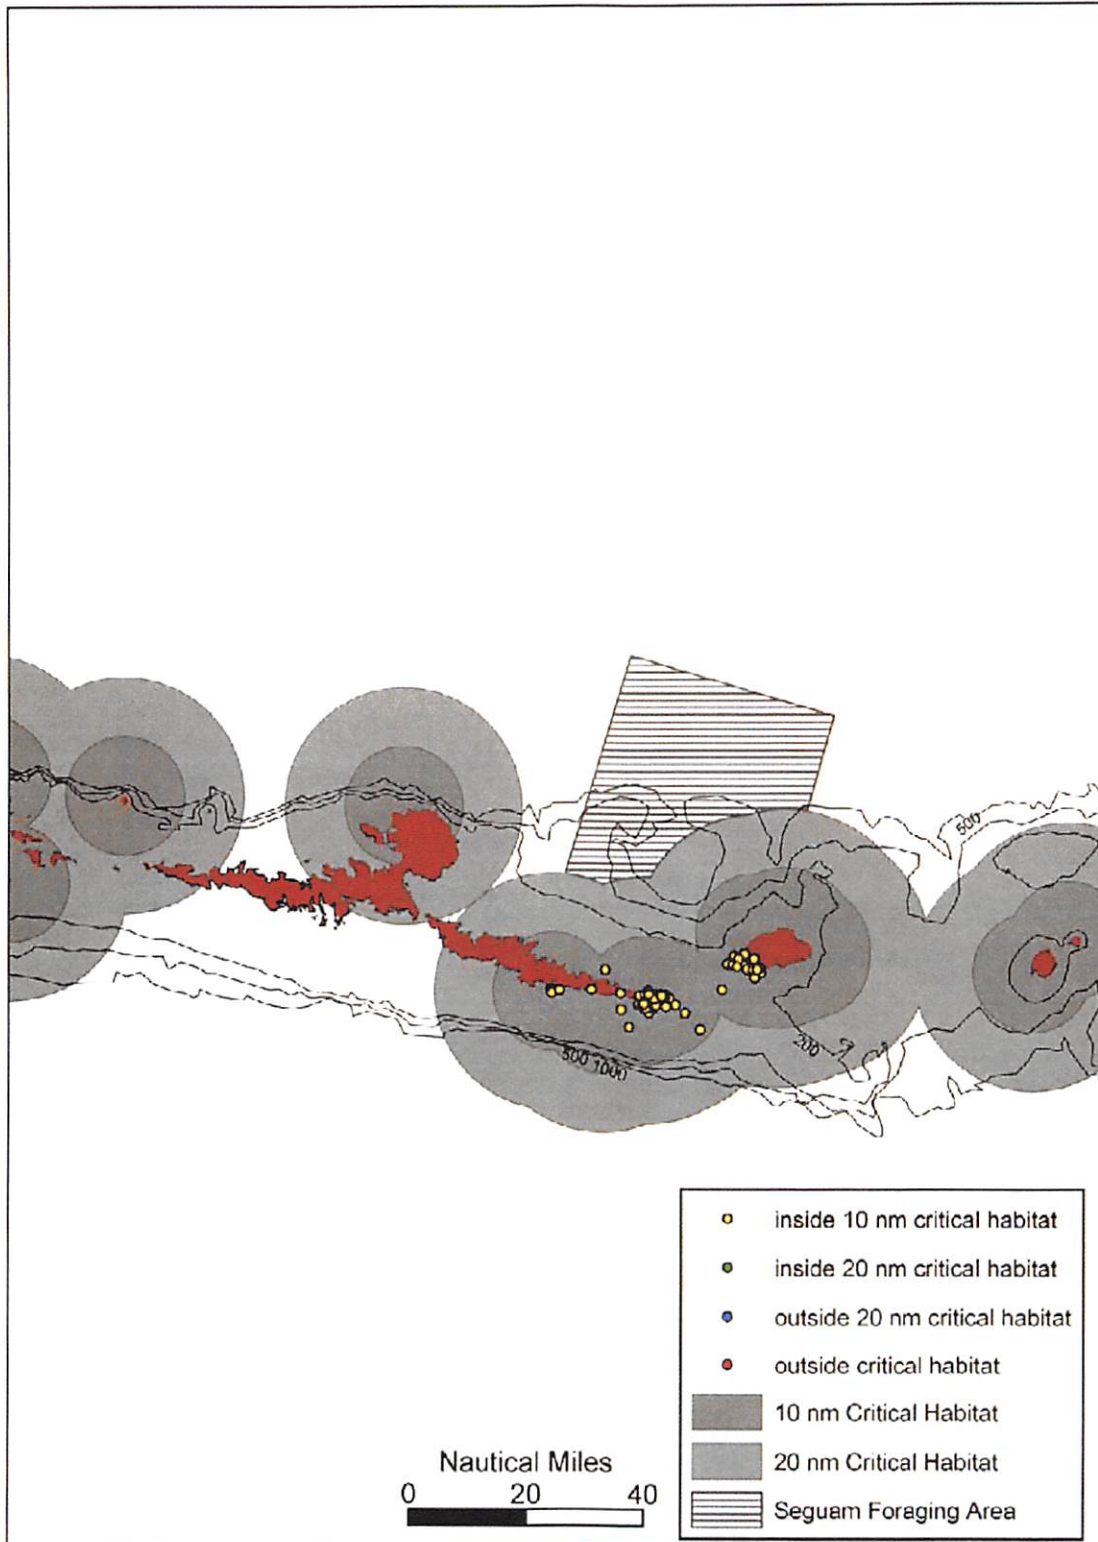 500
500 1000
200
inside 10 nm critical habitat
inside 20 nm critical habitat
outside 20 nm critical habitat
outside critical habitat
10 nm Critical Habitat
20 nm Critical Habitat
Seguam Foraging Area
Nautical Miles
0 20 40